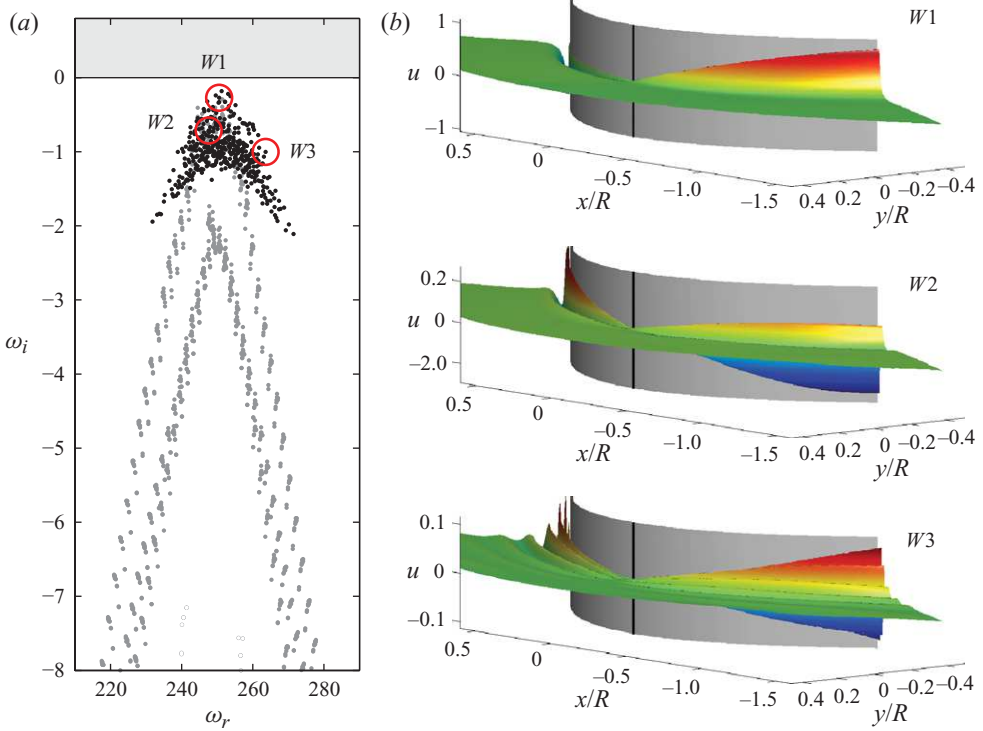 (a)
0
−1
−2
−3
−4
−5
−6
−7
−8
ω_i
220 240 260 280
ω_r
W1
W2
W3
(b)
W1
1
0
−1
u
0.5 0 −0.5 −1.0 −1.5
x/R
0.4 0.2 0 −0.2 −0.4
y/R
W2
0.2
0
−2.0
u
0.5 0 −0.5 −1.0 −1.5
x/R
0.4 0.2 0 −0.2 −0.4
y/R
W3
0.1
0
−0.1
u
0.5 0 −0.5 −1.0 −1.5
x/R
0.4 0.2 0 −0.2 −0.4
y/R